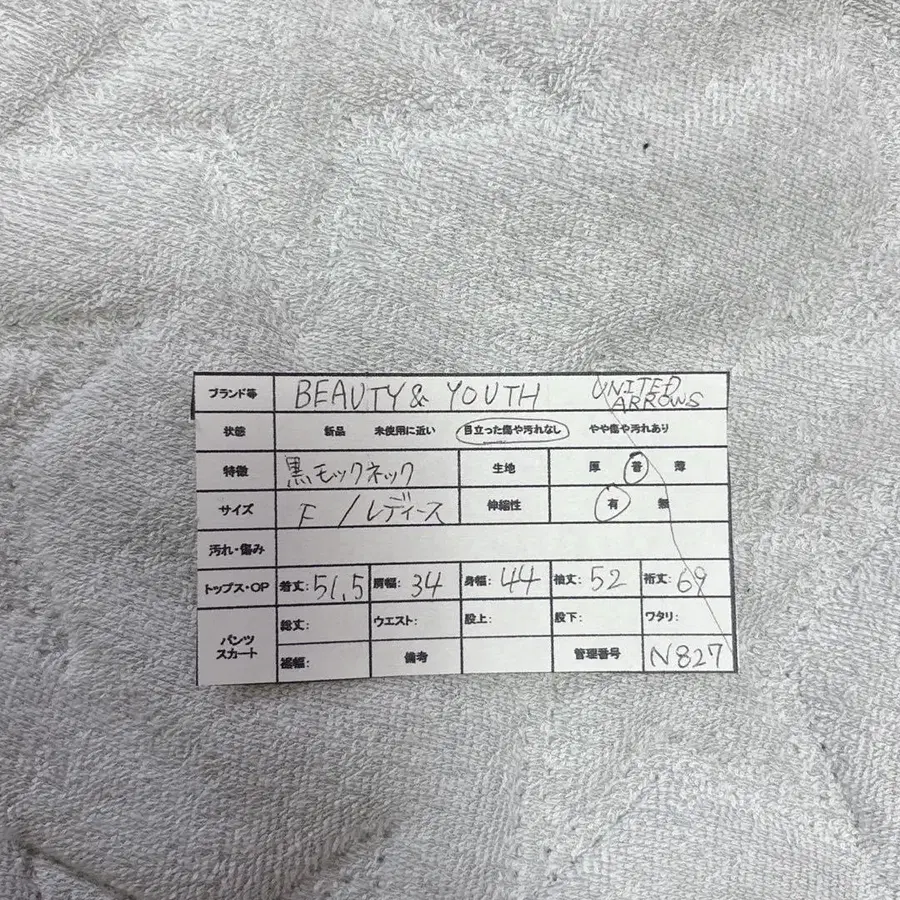 ブランド等 BEAUTY & YOUTH UNITED ARROWS
状態 新品 未使用に近い 目立った傷や汚れなし やや傷や汚れあり
特徴 黒モックネック 生地 厚 普 薄
サイズ F / レディース 伸縮性 有 無
汚れ・傷み
トップス・OP 着丈: 51.5 肩幅: 34 身幅: 44 袖丈: 52 裄丈: 69
パンツ スカート 総丈: ウエスト: 股上: 股下: ワタリ:
裾幅: 備考 管理番号 N827